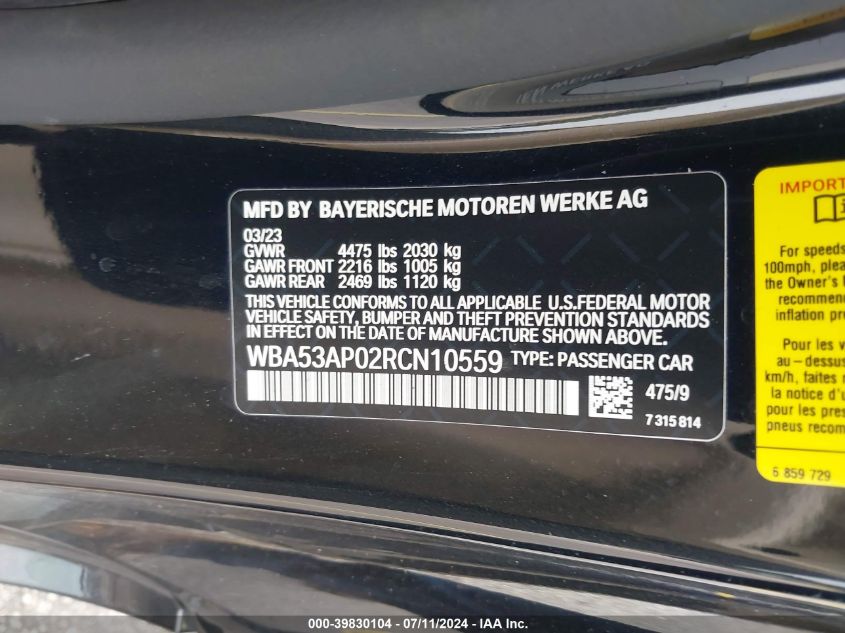 MFD BY BAYERISCHE MOTOREN WERKE AG
03/23
GVWR 4475 lbs 2030 kg
GAWR FRONT 2216 lbs 1005 kg
GAWR REAR 2469 lbs 1120 kg
THIS VEHICLE CONFORMS TO ALL APPLICABLE U.S.FEDERAL MOTOR
VEHICLE SAFETY, BUMPER AND THEFT PREVENTION STANDARDS
IN EFFECT ON THE DATE OF MANUFACTURE SHOWN ABOVE.
WBA53AP02RCN10559 TYPE: PASSENGER CAR
475/9
7 315 814
IMPORT
For speeds
100mph, plea
the Owner's
recommen
inflation pr
Pour les
au-dessu
km/h, faites
la notice d'u
pour les pres
pneus recom
6 859 729
000-39830104 - 07/11/2024 - IAA Inc.